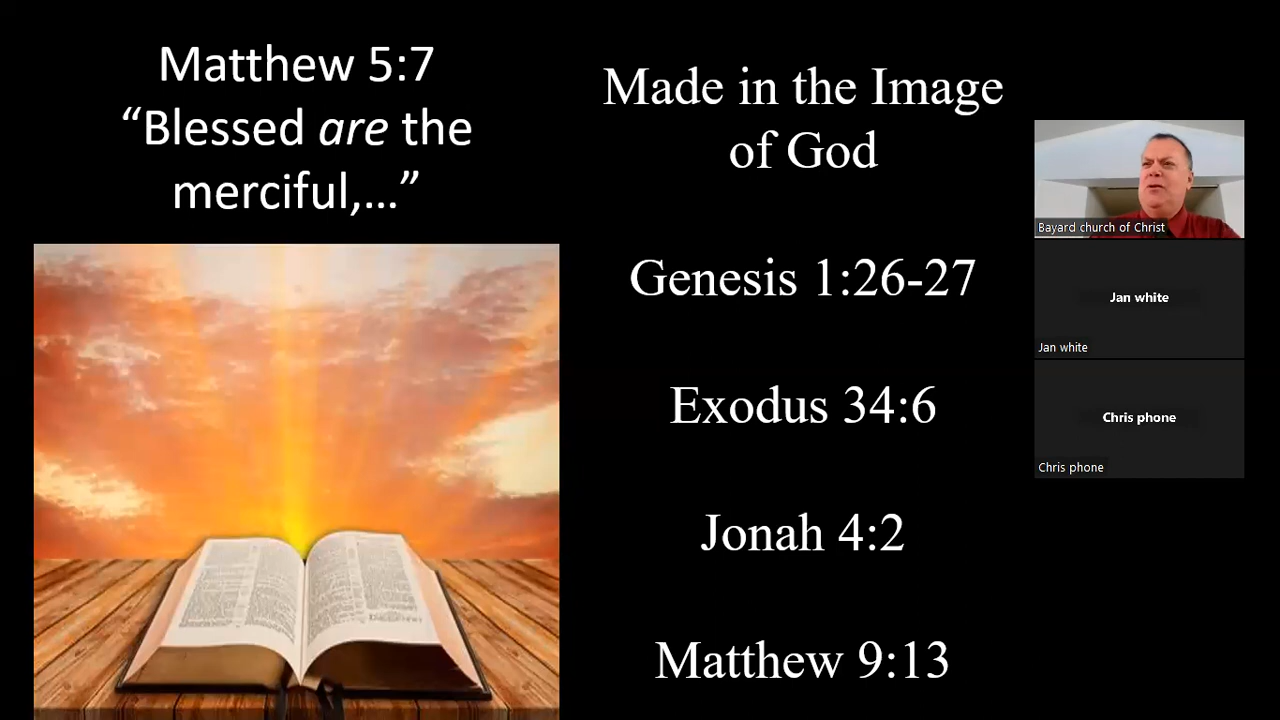 Matthew 5:7
“Blessed are the
merciful,…”
Made in the Image
of God
Genesis 1:26-27
Exodus 34:6
Jonah 4:2
Matthew 9:13
Bayard church of Christ
Jan white
Jan white
Chris phone
Chris phone